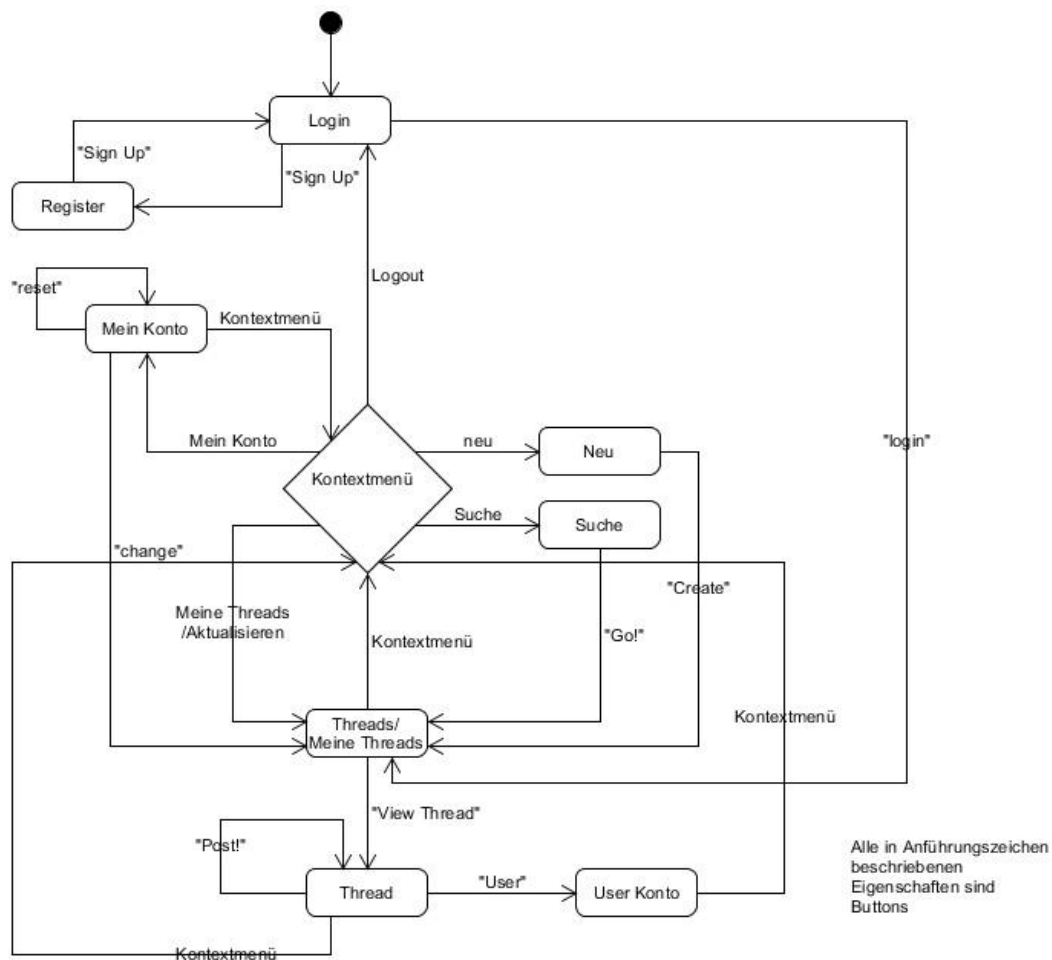 Login
"Sign Up"
"Sign Up"
Register
Logout
"reset"
Mein Konto
Kontextmenü
Mein Konto
neu
Neu
"login"
Kontextmenü
Suche
Suche
"change"
"Create"
Meine Threads
/Aktualisieren
Kontextmenü
"Go!"
Threads/
Meine Threads
Kontextmenü
"View Thread"
"Post!"
Thread
"User"
User Konto
Alle in Anführungszeichen
beschriebenen
Eigenschaften sind
Buttons
Kontextmenü